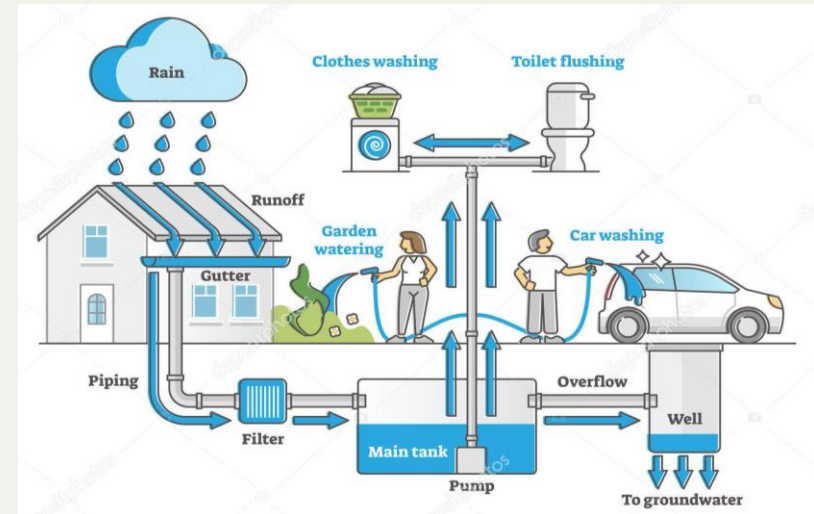 Rain
Clothes washing
Toilet flushing
Runoff
Garden
watering
Car washing
Gutter
Piping
Filter
Overflow
Well
Main tank
Pump
To groundwater
depositphotos